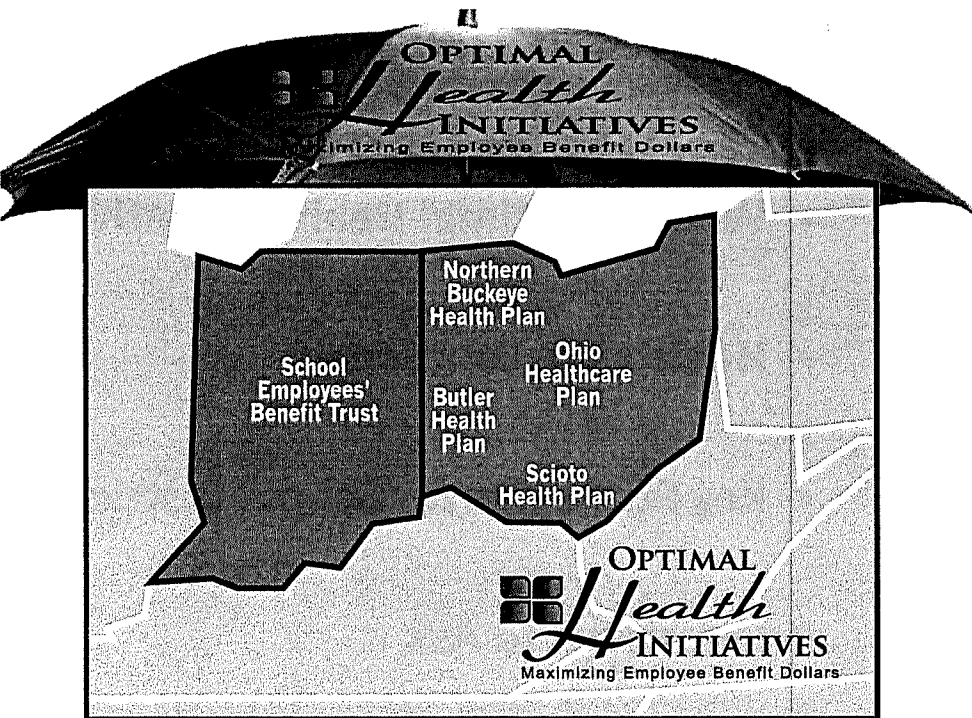 OPTIMAL
Health
INITIATIVES
Maximizing Employee Benefit Dollars
Northern
Buckeye
Health Plan
Ohio
Healthcare
Plan
School
Employees'
Benefit Trust
Butler
Health
Plan
Scioto
Health Plan
OPTIMAL
Health
INITIATIVES
Maximizing Employee Benefit Dollars